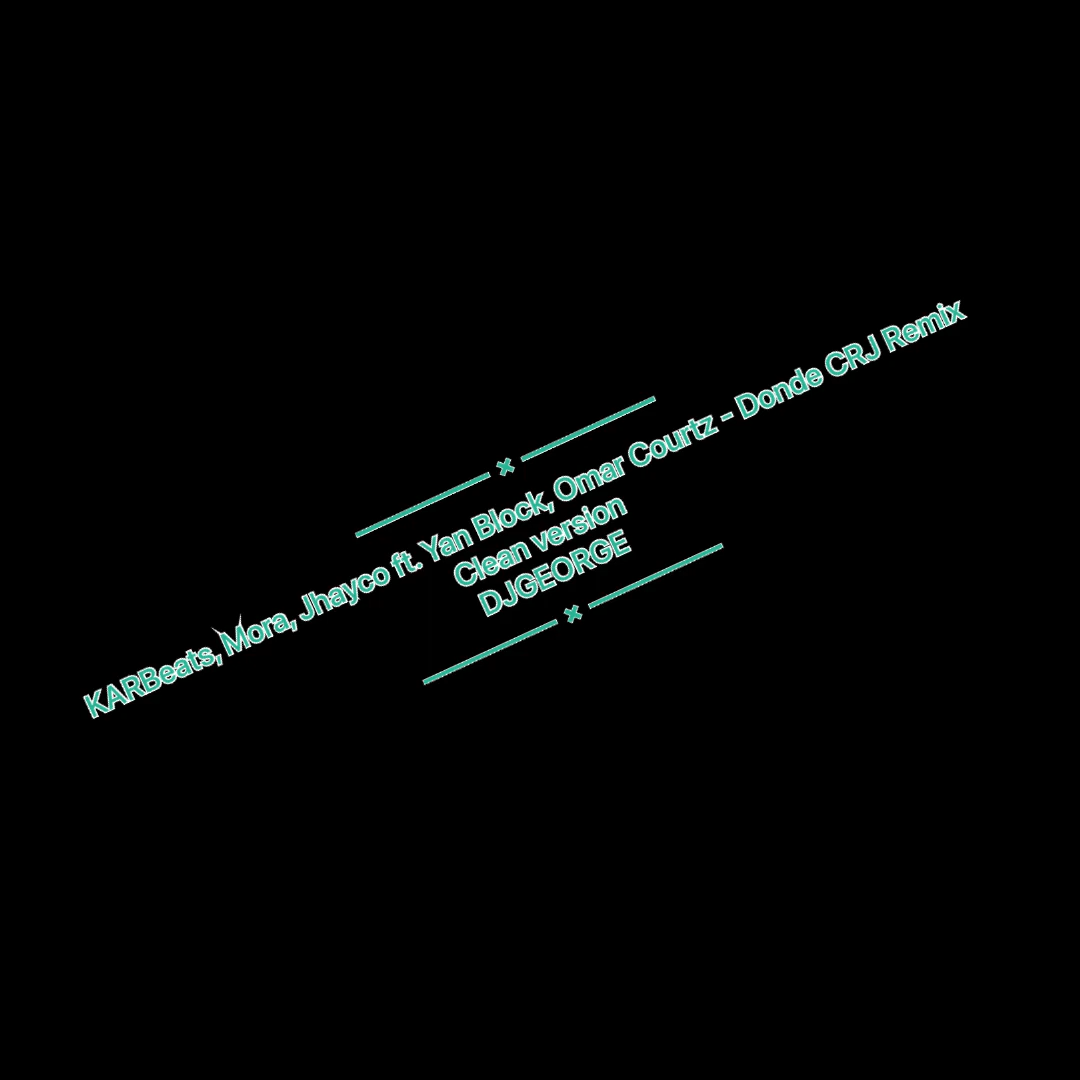 KARBeats, Mora, Jhayco ft. Yan Block, Omar Courtz - Donde CRJ Remix
Clean version
DJGEORGE